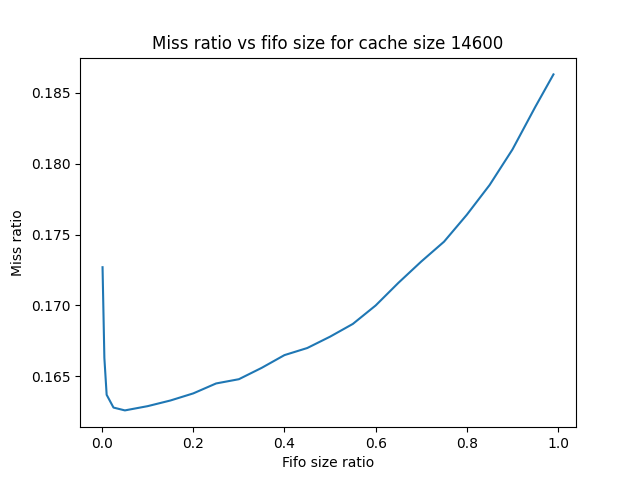 Miss ratio vs fifo size for cache size 14600
0.185
0.180
0.175
0.170
0.165
Miss ratio
0.0 0.2 0.4 0.6 0.8 1.0
Fifo size ratio